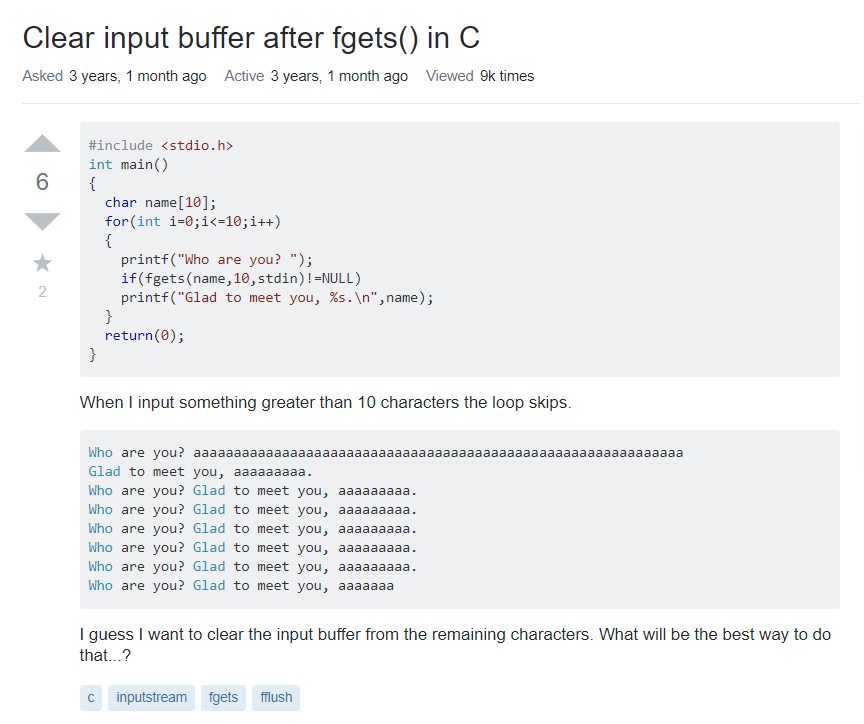 Clear input buffer after fgets() in C
Asked 3 years, 1 month ago Active 3 years, 1 month ago Viewed 9k times
6
2
#include <stdio.h>
int main()
{
  char name[10];
  for(int i=0;i<=10;i++)
  {
    printf("Who are you? ");
    if(fgets(name,10,stdin)!=NULL)
    printf("Glad to meet you, %s.\n",name);
  }
  return(0);
}
When I input something greater than 10 characters the loop skips.
Who are you? aaaaaaaaaaaaaaaaaaaaaaaaaaaaaaaaaaaaaaaaaaaaaaaaaaaaaaaaaaaaa
Glad to meet you, aaaaaaaaa.
Who are you? Glad to meet you, aaaaaaaaa.
Who are you? Glad to meet you, aaaaaaaaa.
Who are you? Glad to meet you, aaaaaaaaa.
Who are you? Glad to meet you, aaaaaaaaa.
Who are you? Glad to meet you, aaaaaaaaa.
Who are you? Glad to meet you, aaaaaaa
I guess I want to clear the input buffer from the remaining characters. What will be the best way to do
that...?
c inputstream fgets fflush